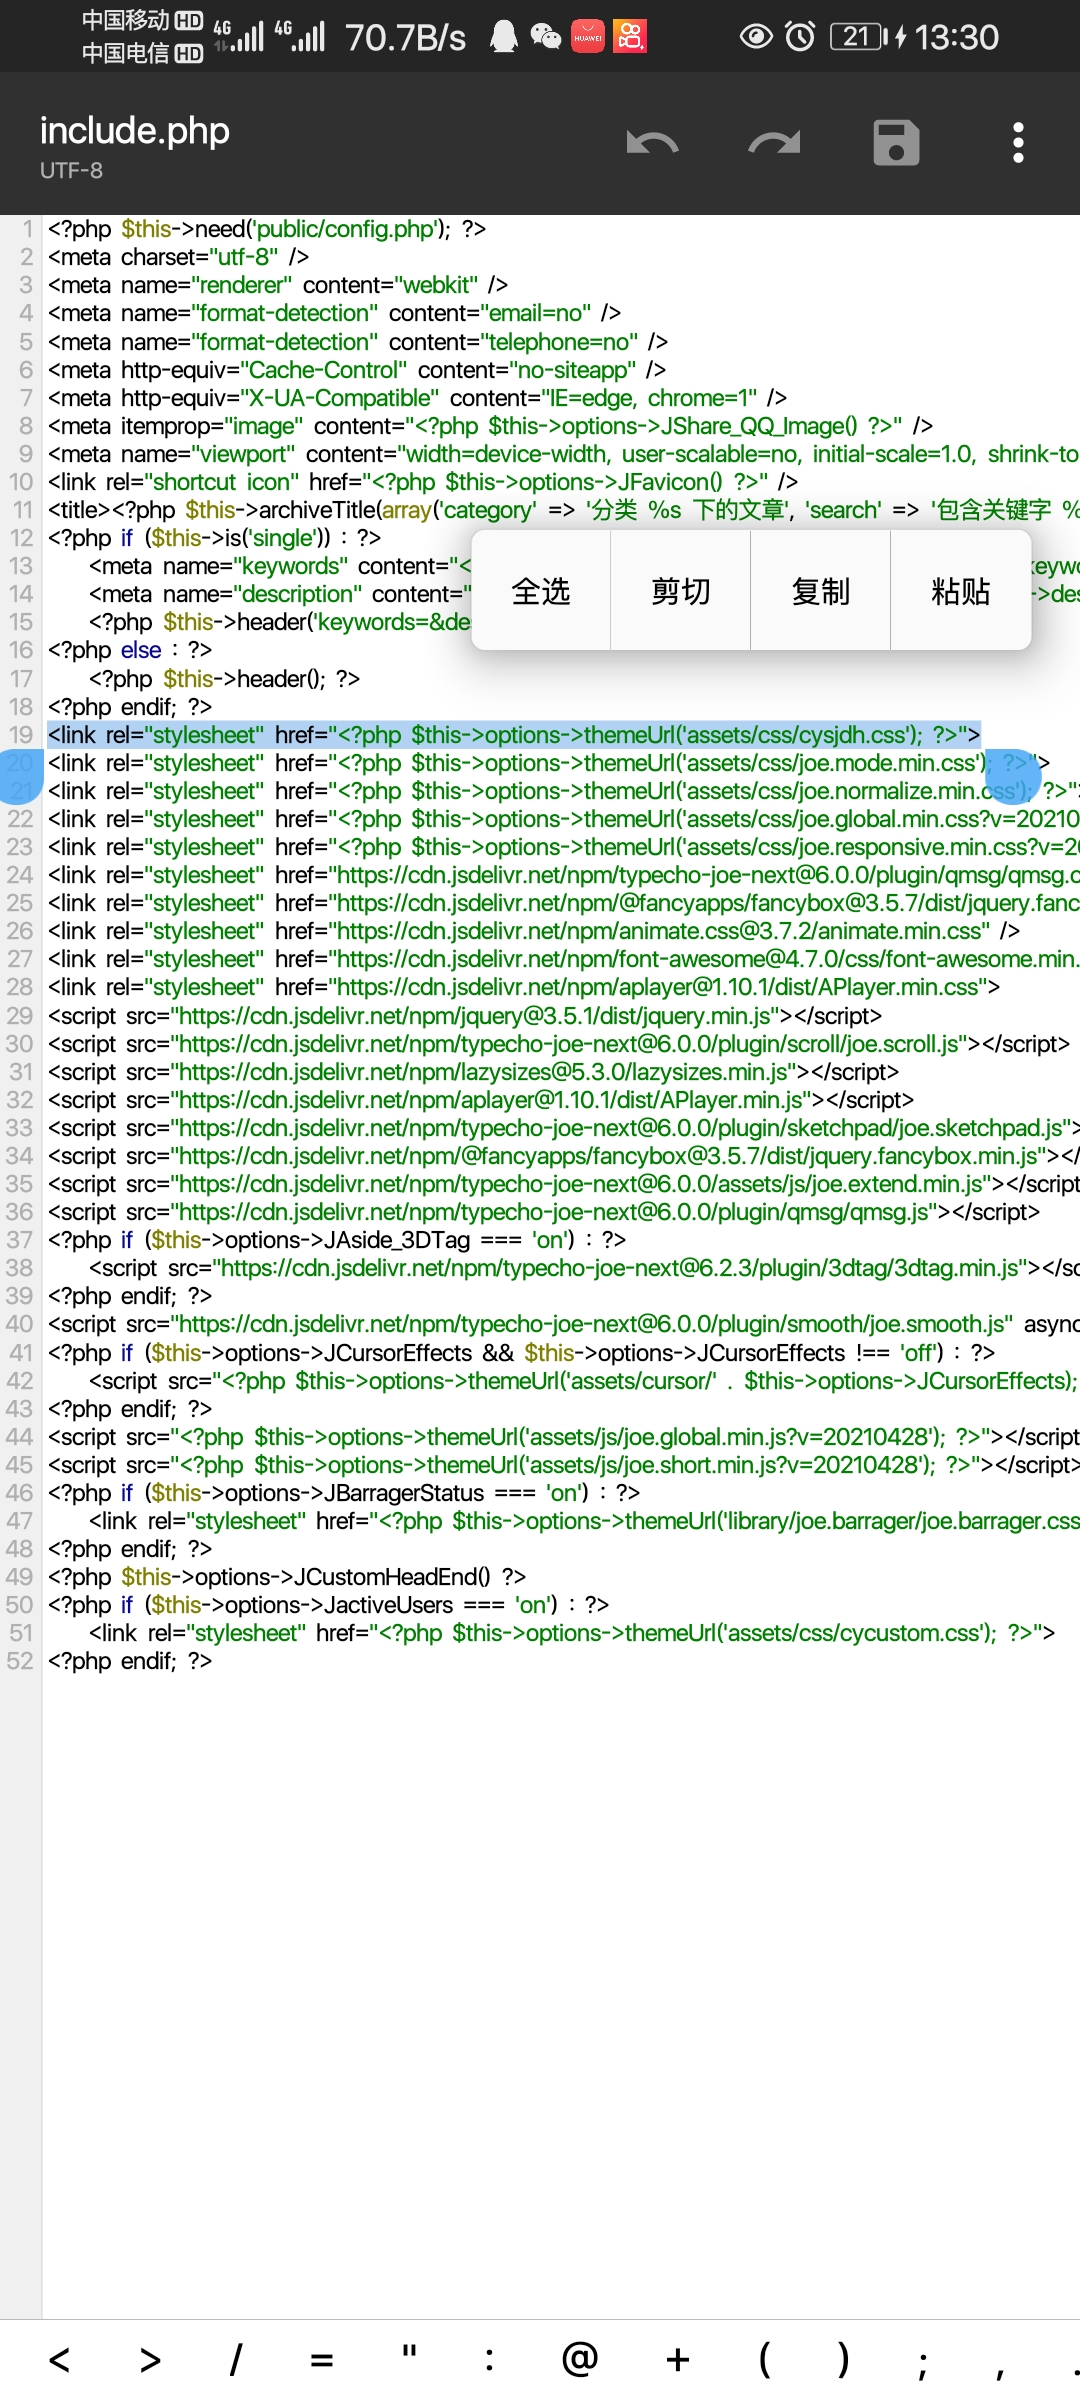 中国移动 HD 4G 4G 70.7B/s HUAWEI 21 13:30
中国电信 HD
include.php
UTF-8
1 <?php $this->need('public/config.php'); ?>
2 <meta charset="utf-8" />
3 <meta name="renderer" content="webkit" />
4 <meta name="format-detection" content="email=no" />
5 <meta name="format-detection" content="telephone=no" />
6 <meta http-equiv="Cache-Control" content="no-siteapp" />
7 <meta http-equiv="X-UA-Compatible" content="IE=edge, chrome=1" />
8 <meta itemprop="image" content="<?php $this->options->JShare_QQ_Image() ?>" />
9 <meta name="viewport" content="width=device-width, user-scalable=no, initial-scale=1.0, shrink-to
10 <link rel="shortcut icon" href="<?php $this->options->JFavicon() ?>" />
11 <title><?php $this->archiveTitle(array('category' => '分类 %s 下的文章', 'search' => '包含关键字 %
12 <?php if ($this->is('single')) : ?>
13 <meta name="keywords" content="< eywo
14 <meta name="description" content=" ->des
15 <?php $this->header('keywords=&de
全选 剪切 复制 粘贴
16 <?php else : ?>
17 <?php $this->header(); ?>
18 <?php endif; ?>
19 <link rel="stylesheet" href="<?php $this->options->themeUrl('assets/css/cysjdh.css'); ?>">
20 <link rel="stylesheet" href="<?php $this->options->themeUrl('assets/css/joe.mode.min.css'); ?>">
21 <link rel="stylesheet" href="<?php $this->options->themeUrl('assets/css/joe.normalize.min.css'); ?>">
22 <link rel="stylesheet" href="<?php $this->options->themeUrl('assets/css/joe.global.min.css?v=20210
23 <link rel="stylesheet" href="<?php $this->options->themeUrl('assets/css/joe.responsive.min.css?v=20
24 <link rel="stylesheet" href="https://cdn.jsdelivr.net/npm/typecho-joe-next@6.0.0/plugin/qmsg/qmsg.c
25 <link rel="stylesheet" href="https://cdn.jsdelivr.net/npm/@fancyapps/fancybox@3.5.7/dist/jquery.fanc
26 <link rel="stylesheet" href="https://cdn.jsdelivr.net/npm/animate.css@3.7.2/animate.min.css" />
27 <link rel="stylesheet" href="https://cdn.jsdelivr.net/npm/font-awesome@4.7.0/css/font-awesome.min.
28 <link rel="stylesheet" href="https://cdn.jsdelivr.net/npm/aplayer@1.10.1/dist/APlayer.min.css">
29 <script src="https://cdn.jsdelivr.net/npm/jquery@3.5.1/dist/jquery.min.js"></script>
30 <script src="https://cdn.jsdelivr.net/npm/typecho-joe-next@6.0.0/plugin/scroll/joe.scroll.js"></script>
31 <script src="https://cdn.jsdelivr.net/npm/lazysizes@5.3.0/lazysizes.min.js"></script>
32 <script src="https://cdn.jsdelivr.net/npm/aplayer@1.10.1/dist/APlayer.min.js"></script>
33 <script src="https://cdn.jsdelivr.net/npm/typecho-joe-next@6.0.0/plugin/sketchpad/joe.sketchpad.js">
34 <script src="https://cdn.jsdelivr.net/npm/@fancyapps/fancybox@3.5.7/dist/jquery.fancybox.min.js"></
35 <script src="https://cdn.jsdelivr.net/npm/typecho-joe-next@6.0.0/assets/js/joe.extend.min.js"></script
36 <script src="https://cdn.jsdelivr.net/npm/typecho-joe-next@6.0.0/plugin/qmsg/qmsg.js"></script>
37 <?php if ($this->options->JAside_3DTag === 'on') : ?>
38 <script src="https://cdn.jsdelivr.net/npm/typecho-joe-next@6.2.3/plugin/3dtag/3dtag.min.js"></sc
39 <?php endif; ?>
40 <script src="https://cdn.jsdelivr.net/npm/typecho-joe-next@6.0.0/plugin/smooth/joe.smooth.js" async
41 <?php if ($this->options->JCursorEffects && $this->options->JCursorEffects !== 'off') : ?>
42 <script src="<?php $this->options->themeUrl('assets/cursor/' . $this->options->JCursorEffects);
43 <?php endif; ?>
44 <script src="<?php $this->options->themeUrl('assets/js/joe.global.min.js?v=20210428'); ?>"></script
45 <script src="<?php $this->options->themeUrl('assets/js/joe.short.min.js?v=20210428'); ?>"></script>
46 <?php if ($this->options->JBarragerStatus === 'on') : ?>
47 <link rel="stylesheet" href="<?php $this->options->themeUrl('library/joe.barrager/joe.barrager.css
48 <?php endif; ?>
49 <?php $this->options->JCustomHeadEnd() ?>
50 <?php if ($this->options->JactiveUsers === 'on') : ?>
51 <link rel="stylesheet" href="<?php $this->options->themeUrl('assets/css/cycustom.css'); ?>">
52 <?php endif; ?>
< > / = " : @ + ( ) ; , .